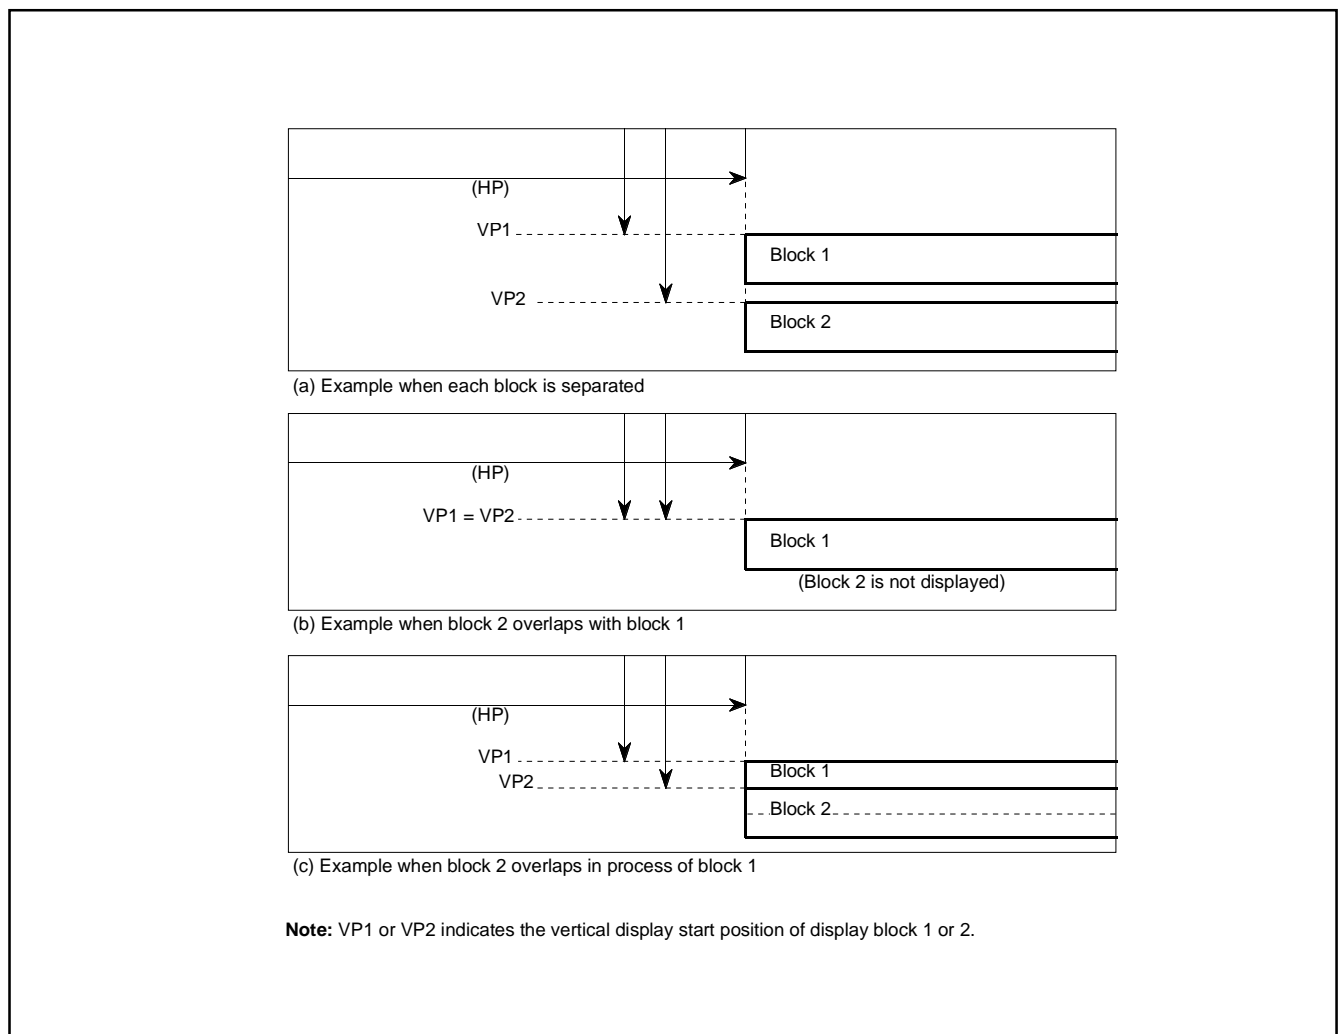 (HP)
VP1
Block 1
VP2
Block 2
(a) Example when each block is separated
(HP)
VP1 = VP2
Block 1
(Block 2 is not displayed)
(b) Example when block 2 overlaps with block 1
(HP)
VP1
Block 1
VP2
Block 2
(c) Example when block 2 overlaps in process of block 1
Note: VP1 or VP2 indicates the vertical display start position of display block 1 or 2.